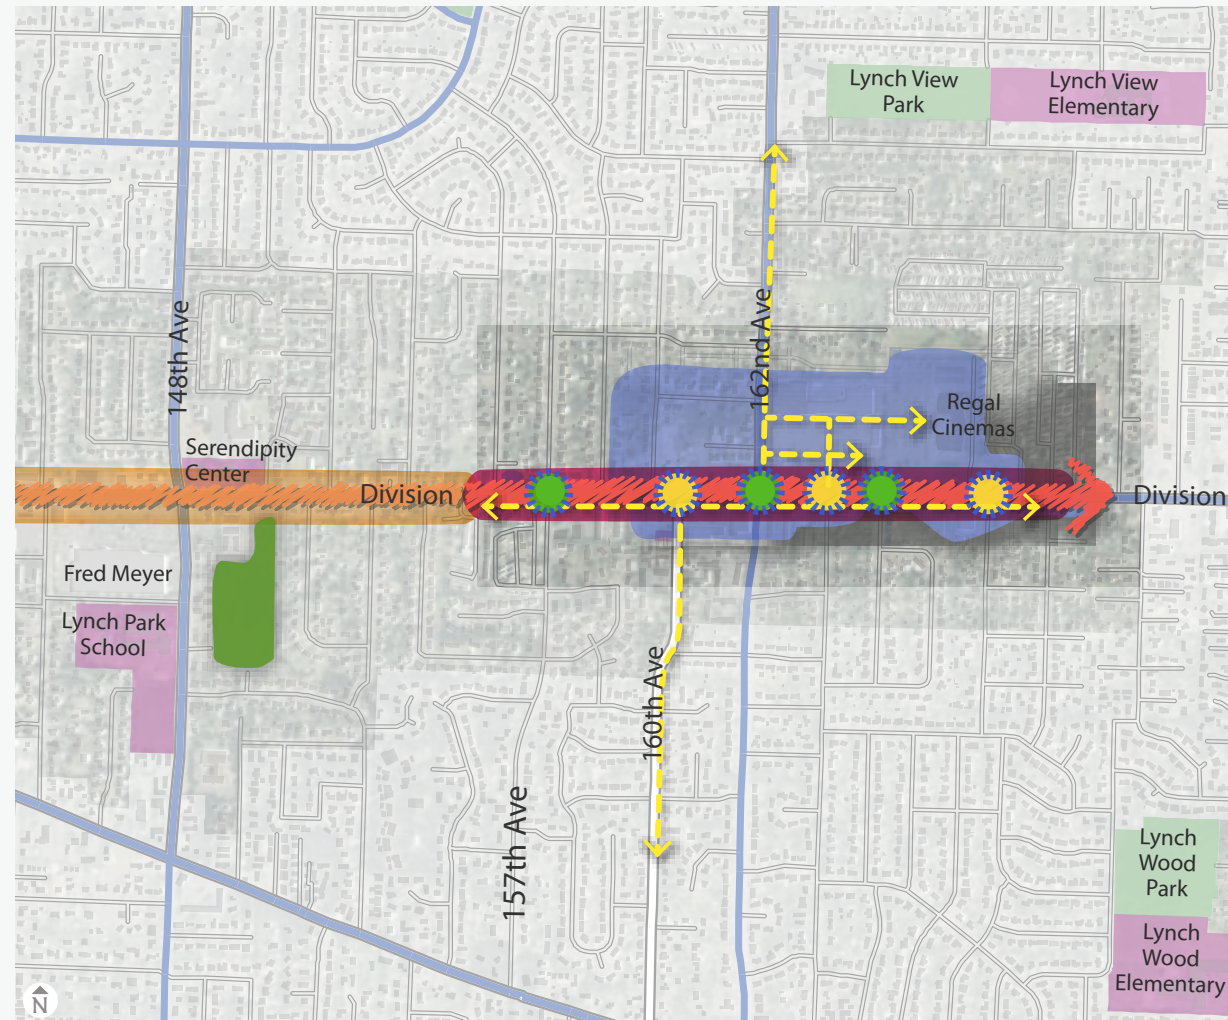 Lynch View
Park
Lynch View
Elementary
148th Ave
162nd Ave
Regal
Cinemas
Serendipity
Center
Division
Division
Fred Meyer
Lynch Park
School
160th Ave
157th Ave
Lynch
Wood
Park
Lynch
Wood
Elementary
N